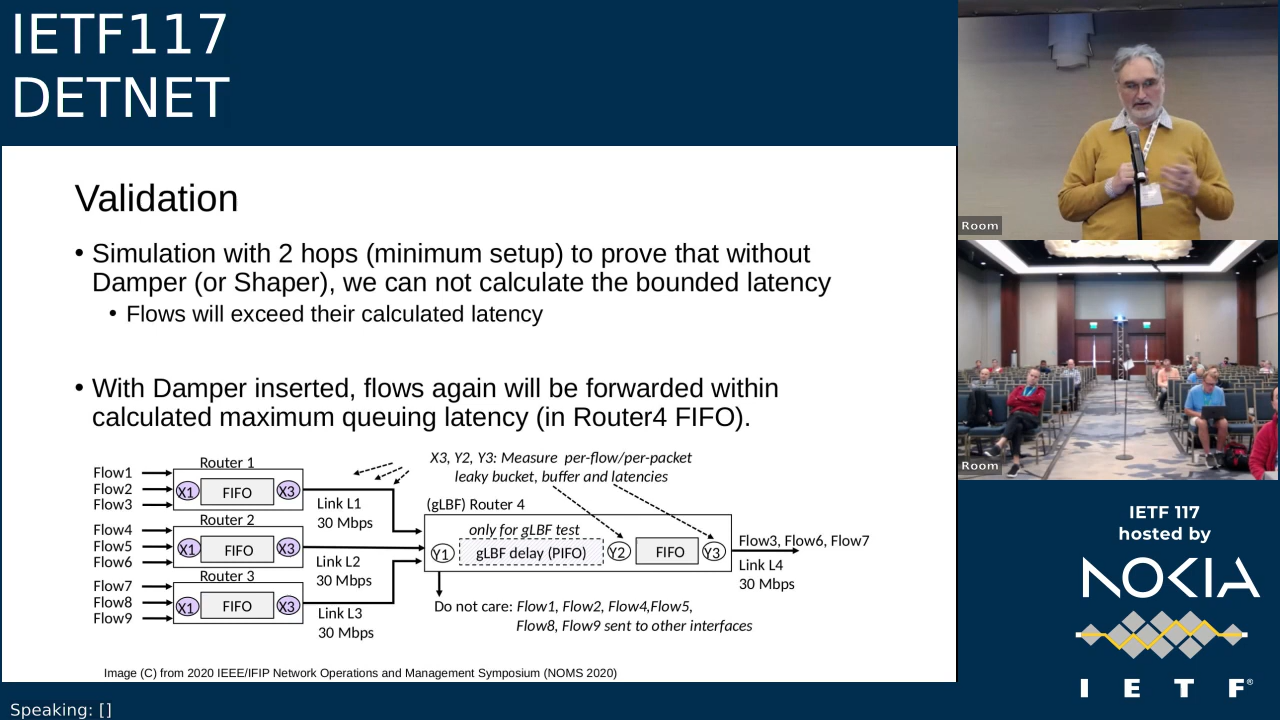 IETF117
DETNET
Validation
• Simulation with 2 hops (minimum setup) to prove that without
Damper (or Shaper), we can not calculate the bounded latency
• Flows will exceed their calculated latency
• With Damper inserted, flows again will be forwarded within
calculated maximum queuing latency (in Router4 FIFO).
Flow1
Flow2
Flow3
Router 1
X1
FIFO
X3
Link L1
30 Mbps
Flow4
Flow5
Flow6
Router 2
X1
FIFO
X3
Link L2
30 Mbps
Flow7
Flow8
Flow9
Router 3
X1
FIFO
X3
Link L3
30 Mbps
X3, Y2, Y3: Measure per-flow/per-packet
leaky bucket, buffer and latencies
(gLBF) Router 4
only for gLBF test
Y1
gLBF delay (PIFO)
Y2
FIFO
Y3
Flow3, Flow6, Flow7
Link L4
30 Mbps
Do not care: Flow1, Flow2, Flow4,Flow5,
Flow8, Flow9 sent to other interfaces
Image (C) from 2020 IEEE/IFIP Network Operations and Management Symposium (NOMS 2020)
Speaking: []
Room
Room
IETF 117
hosted by
NOKIA
I E T F®